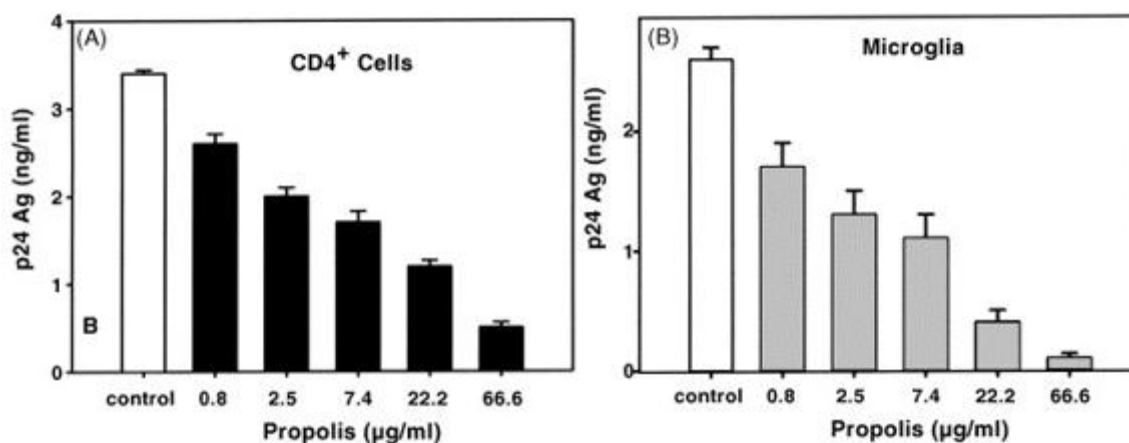 (A)
CD4+ Cells
p24 Ag (ng/ml)
4
3
2
1
0
B
control 0.8 2.5 7.4 22.2 66.6
Propolis (µg/ml)
(B)
Microglia
p24 Ag (ng/ml)
2
1
0
control 0.8 2.5 7.4 22.2 66.6
Propolis (µg/ml)